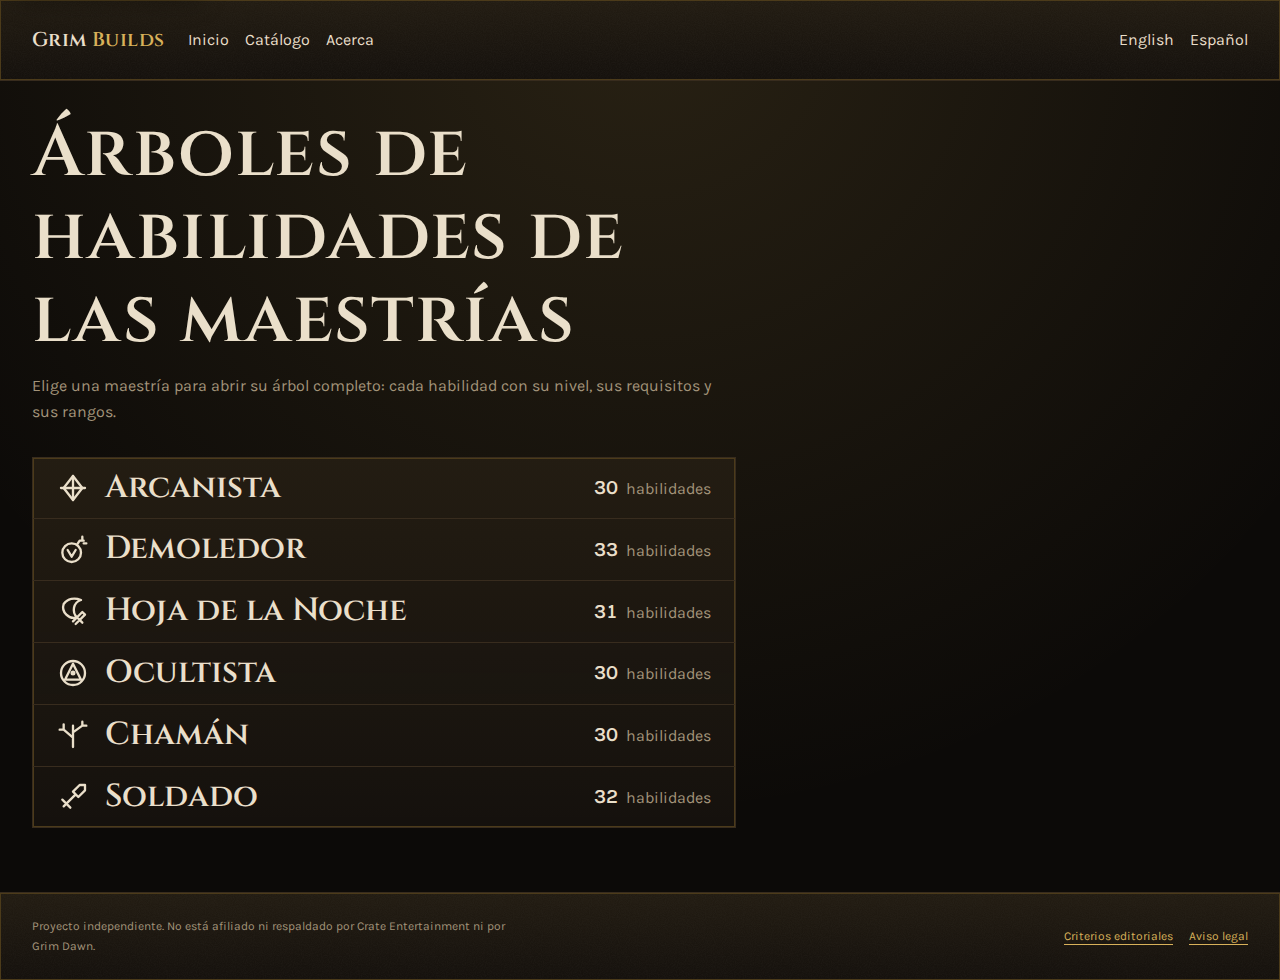 Grim Builds Inicio Catálogo Acerca English Español
Árboles de
habilidades de
las maestrías
Elige una maestría para abrir su árbol completo: cada habilidad con su nivel, sus requisitos y
sus rangos.
Arcanista 30 habilidades
Demoledor 33 habilidades
Hoja de la Noche 31 habilidades
Ocultista 30 habilidades
Chamán 30 habilidades
Soldado 32 habilidades
Proyecto independiente. No está afiliado ni respaldado por Crate Entertainment ni por
Grim Dawn.
Criterios editoriales Aviso legal